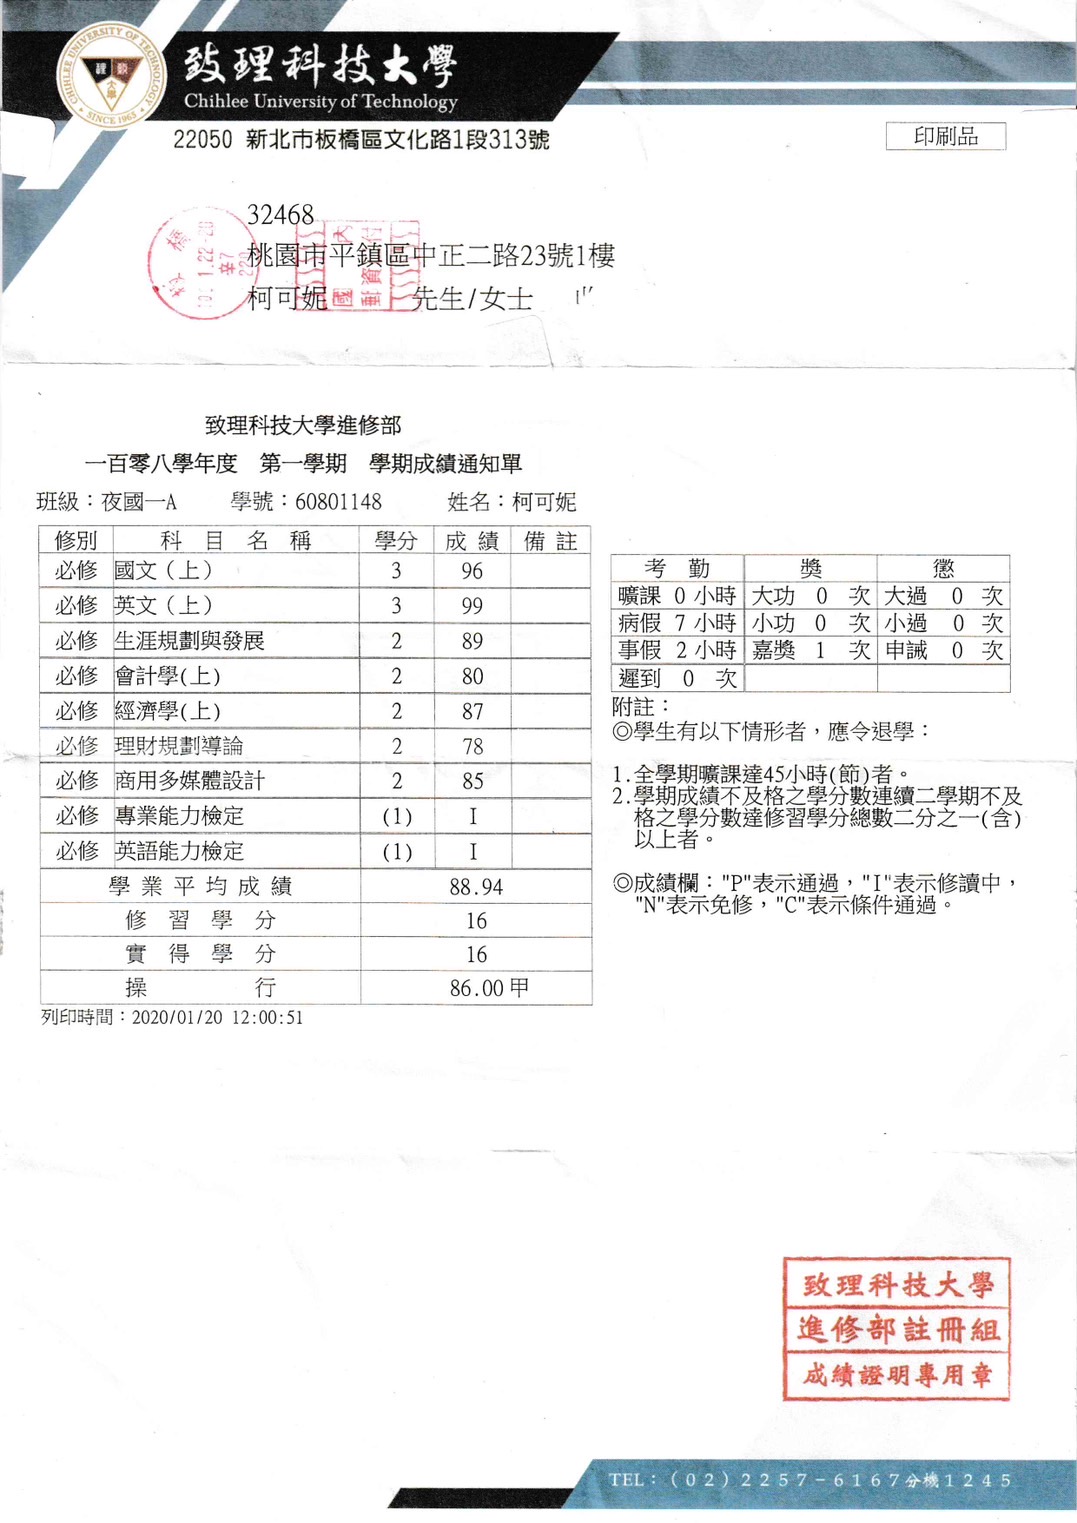 致理科技大學
Chihlee University of Technology
CHIHLEE UNIVERSITY OF TECHNOLOGY
SINCE 1965
22050 新北市板橋區文化路1段313號
印刷品
32468
桃園市平鎮區中正二路23號1樓
柯可妮 先生/女士
國內
郵資付
致理科技大學進修部
一百零八學年度 第一學期 學期成績通知單
班級：夜國一A 學號：60801148 姓名：柯可妮
修別 科目名稱 學分 成績 備註
必修 國文（上） 3 96
必修 英文（上） 3 99
必修 生涯規劃與發展 2 89
必修 會計學(上) 2 80
必修 經濟學(上) 2 87
必修 理財規劃導論 2 78
必修 商用多媒體設計 2 85
必修 專業能力檢定 (1) I
必修 英語能力檢定 (1) I
學業平均成績 88.94
修習學分 16
實得學分 16
操行 86.00甲
列印時間：2020/01/20 12:00:51
考勤 獎 懲
曠課 0 小時 大功 0 次 大過 0 次
病假 7 小時 小功 0 次 小過 0 次
事假 2 小時 嘉獎 1 次 申誡 0 次
遲到 0 次
附註：
◎學生有以下情形者，應令退學：
1.全學期曠課達45小時(節)者。
2.學期成績不及格之學分數連續二學期不及
格之學分數達修習學分總數二分之一(含)
以上者。
◎成績欄："P"表示通過，"I"表示修讀中，
"N"表示免修，"C"表示條件通過。
致理科技大學
進修部註冊組
成績證明專用章
TEL：（02）2257－6167分機1245